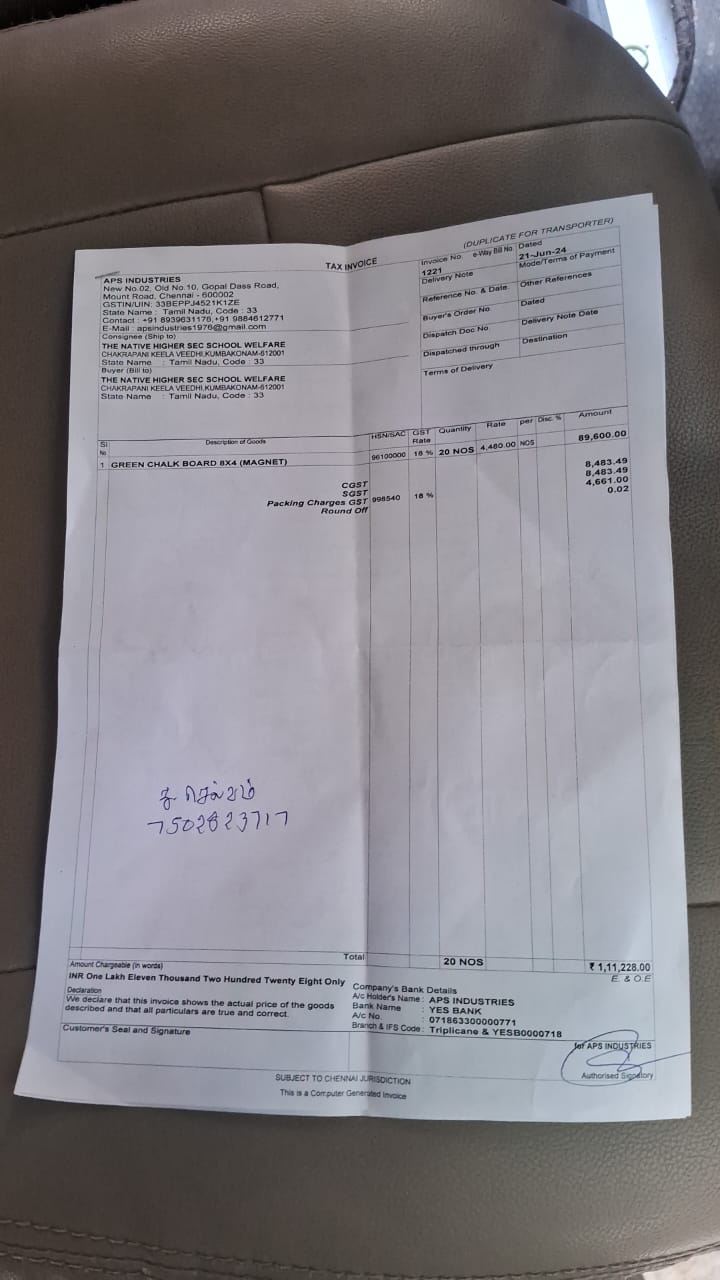 (DUPLICATE FOR TRANSPORTER)
TAX INVOICE
APS INDUSTRIES
New No.02, Old No.10, Gopal Dass Road,
Mount Road, Chennai - 600002
GSTIN/UIN: 33BEPPJ4521K1ZE
State Name : Tamil Nadu, Code : 33
Contact : +91 8939631176,+91 9884612771
E-Mail : apsindustries1976@gmail.com
Consignee (Ship to)
THE NATIVE HIGHER SEC SCHOOL WELFARE
CHAKRAPANI KEELA VEEDHI,KUMBAKONAM-612001
State Name : Tamil Nadu, Code : 33
Buyer (Bill to)
THE NATIVE HIGHER SEC SCHOOL WELFARE
CHAKRAPANI KEELA VEEDHI,KUMBAKONAM-612001
State Name : Tamil Nadu, Code : 33
Invoice No. e-Way Bill No. Dated
1221 21-Jun-24
Delivery Note Mode/Terms of Payment
Reference No. & Date. Other References
Buyer's Order No. Dated
Dispatch Doc No. Delivery Note Date
Dispatched through Destination
Terms of Delivery
Sl No. Description of Goods HSN/SAC GST Rate Quantity Rate per Disc. % Amount
1 GREEN CHALK BOARD 8X4 (MAGNET) 96100000 18 % 20 NOS 4,480.00 NOS 89,600.00
CGST 8,483.49
SGST 8,483.49
Packing Charges GST 998540 18 % 4,661.00
Round Off 0.02
க செல்வம்
7502823717
Total 20 NOS ₹ 1,11,228.00
Amount Chargeable (in words) E. & O.E
INR One Lakh Eleven Thousand Two Hundred Twenty Eight Only
Declaration
We declare that this invoice shows the actual price of the goods
described and that all particulars are true and correct.
Company's Bank Details
A/c Holder's Name : APS INDUSTRIES
Bank Name : YES BANK
A/c No. : 071863300000771
Branch & IFS Code : Triplicane & YESB0000718
Customer's Seal and Signature
for APS INDUSTRIES
Authorised Signatory
SUBJECT TO CHENNAI JURISDICTION
This is a Computer Generated Invoice